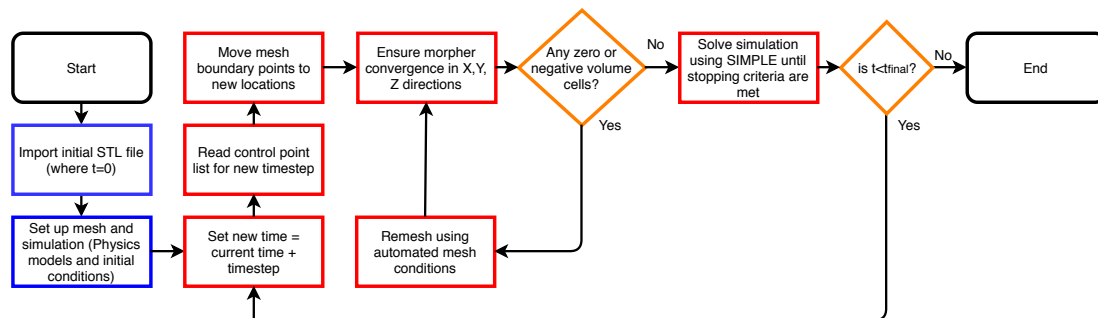 Start
Import initial STL file
(where t=0)
Set up mesh and
simulation (Physics
models and initial
conditions)
Set new time =
current time +
timestep
Read control point
list for new timestep
Move mesh
boundary points to
new locations
Ensure morpher
convergence in X,Y,
Z directions
Any zero or
negative volume
cells?
Yes
Remesh using
automated mesh
conditions
No
Solve simulation
using SIMPLE until
stopping criteria are
met
is t<tfinal?
Yes
No
End